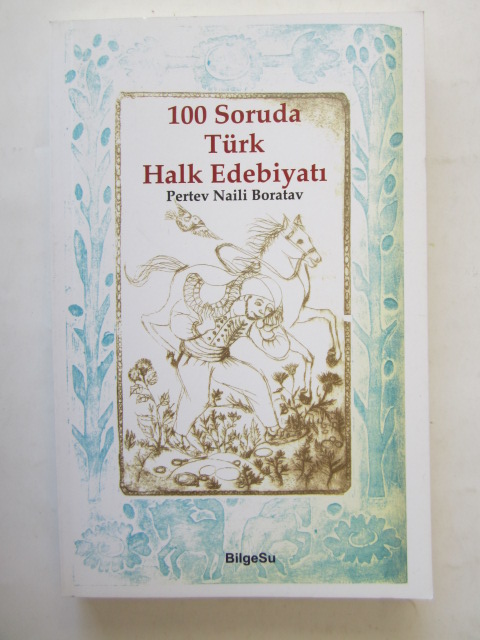 100 Soruda
Türk
Halk Edebiyatı
Pertev Naili Boratav
BilgeSu